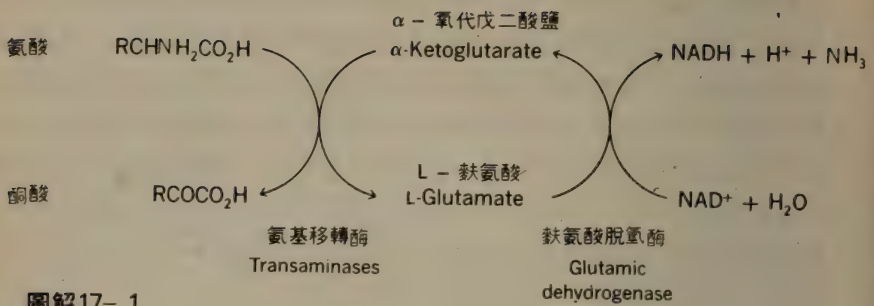 α－氧代戊二酸鹽
氨酸 RCHNH₂CO₂H α-Ketoglutarate NADH + H⁺ + NH₃
L－麩氨酸
酮酸 RCOCO₂H L-Glutamate NAD⁺ + H₂O
氨基移轉酶 麩氨酸脫氫酶
Transaminases Glutamic
dehydrogenase
圖解17-1